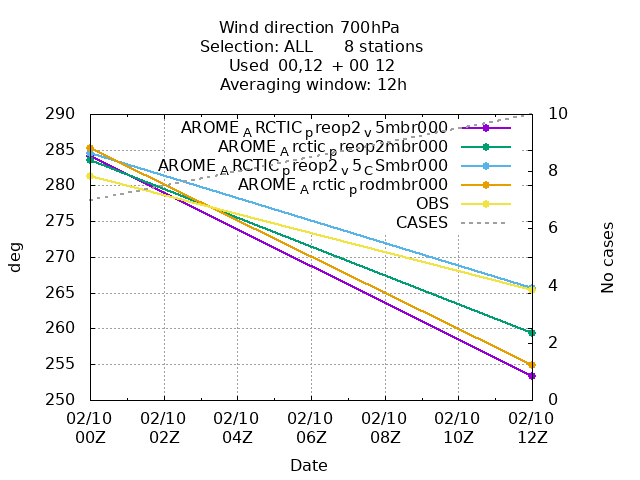 Wind direction 700hPa
Selection: ALL 8 stations
Used 00,12 + 00 12
Averaging window: 12h
290 10
AROME_ARCTIC_preop2_v5mbr000
285 AROME_Arctic_preop2mbr000
8 AROME_ARCTIC_preop2_v5_CSmbr000
280 AROME_Arctic_prodmbr000
OBS
275 CASES 6
270
deg No cases
265 4
260
255 2
250 0
02/10 02/10 02/10 02/10 02/10 02/10 02/10
00Z 02Z 04Z 06Z 08Z 10Z 12Z
Date